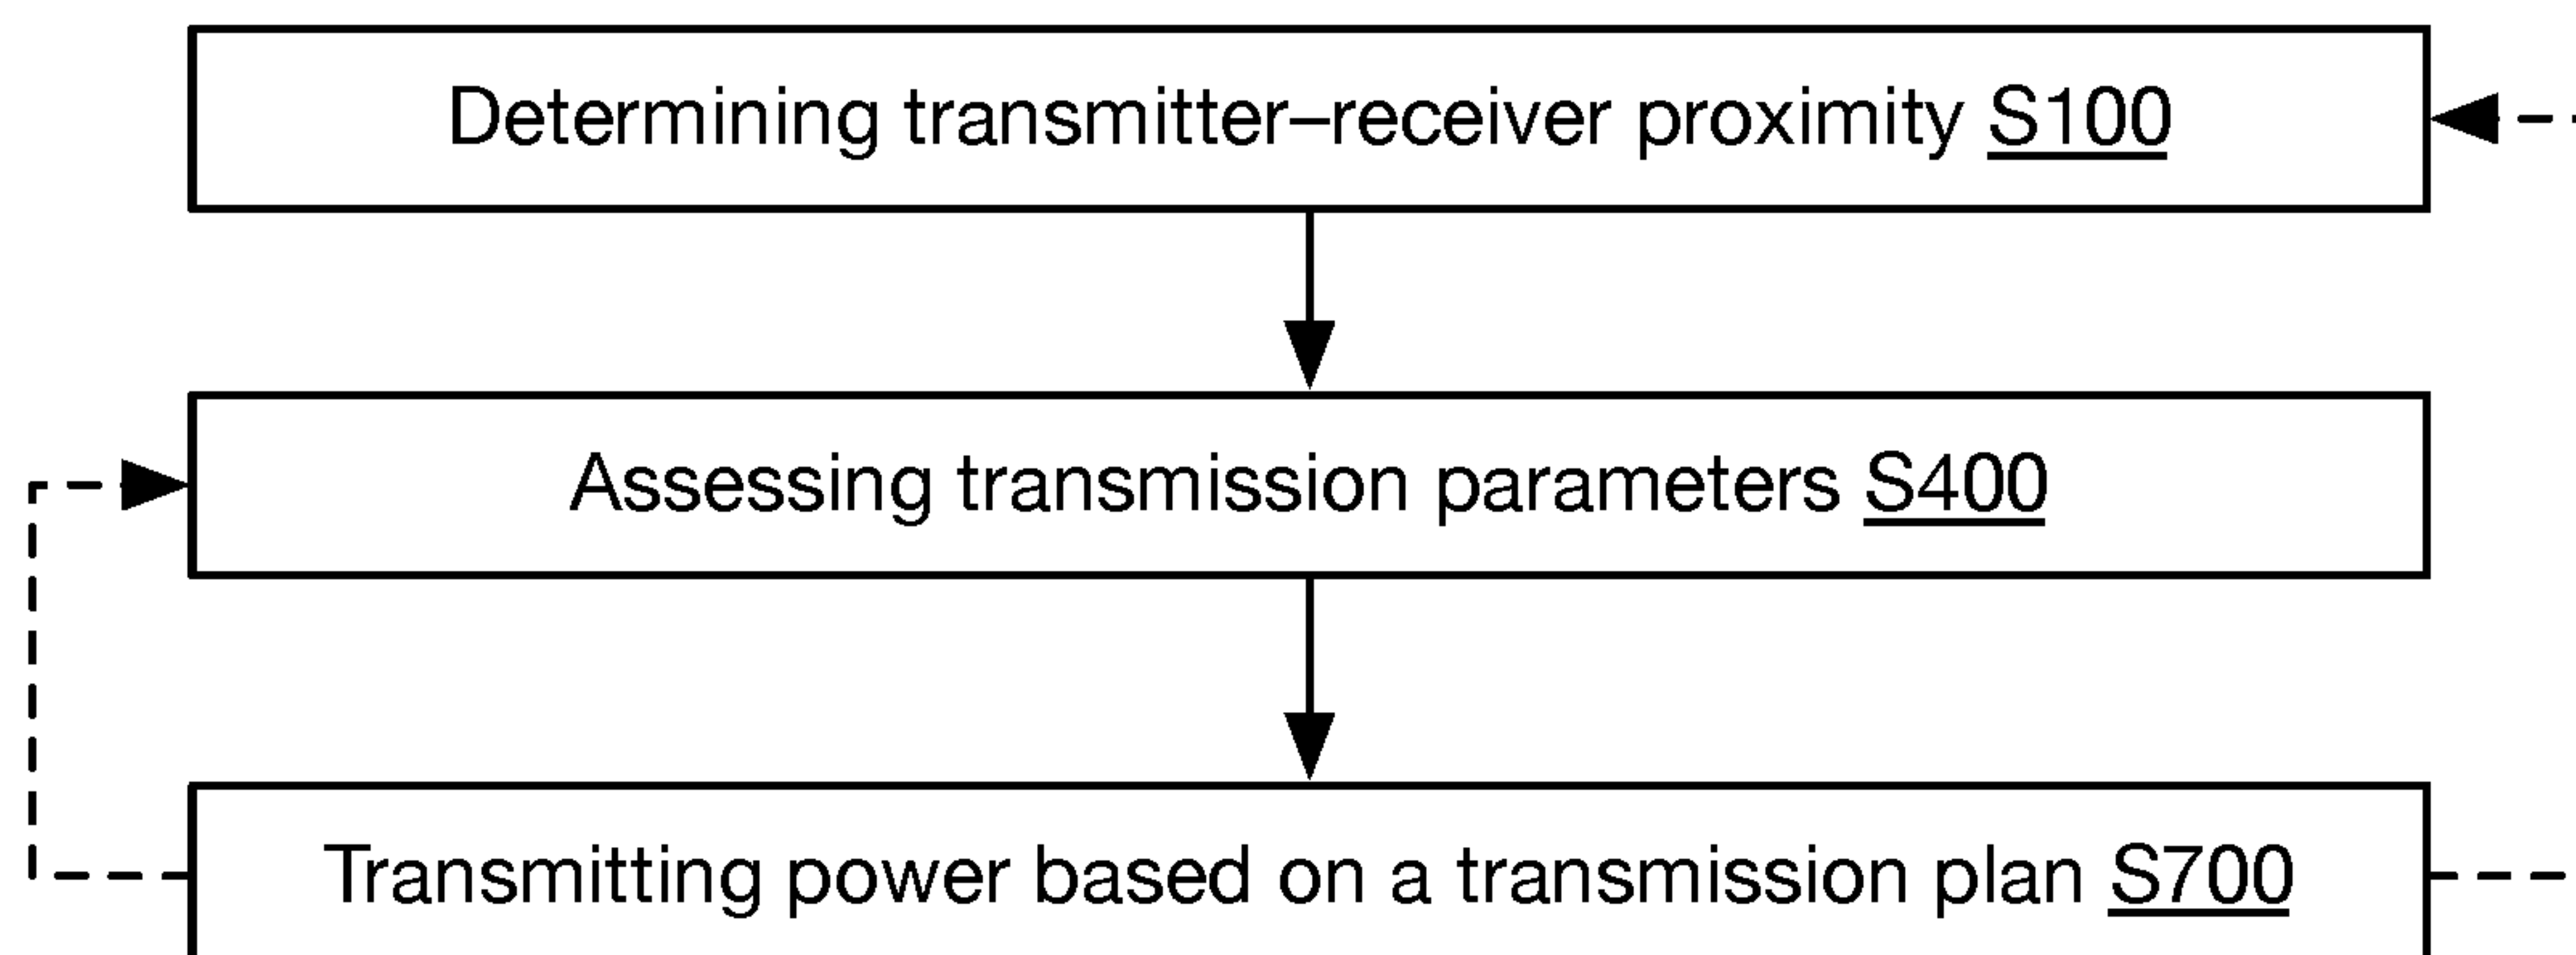 Determining transmitter–receiver proximity S100
Assessing transmission parameters S400
Transmitting power based on a transmission plan S700